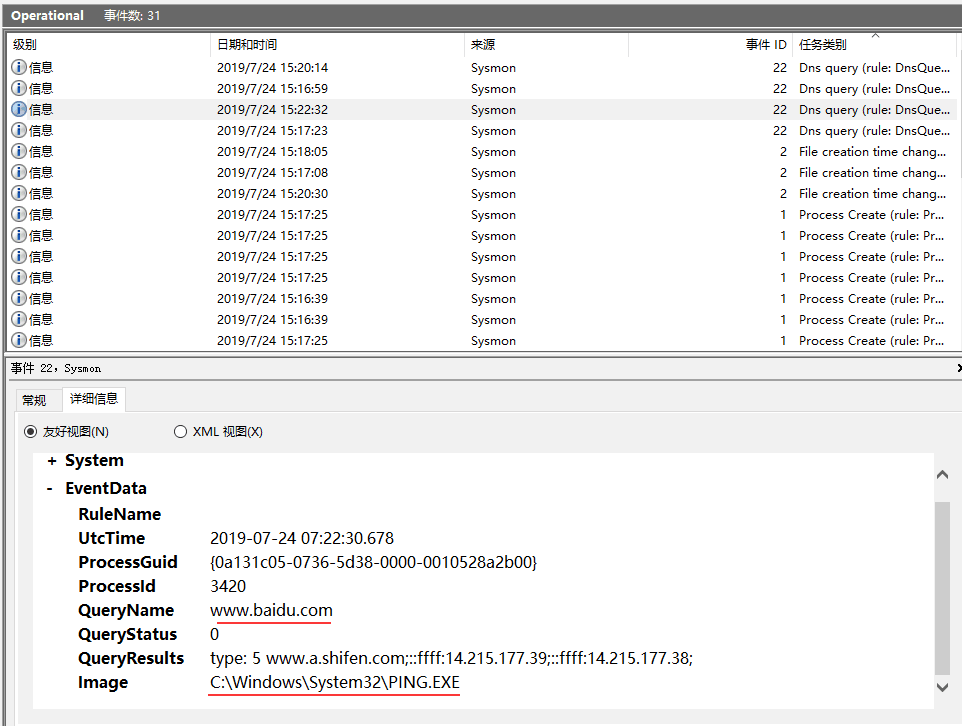 Operational 事件数: 31
级别 日期和时间 来源 事件 ID 任务类别
信息 2019/7/24 15:20:14 Sysmon 22 Dns query (rule: DnsQue...
信息 2019/7/24 15:16:59 Sysmon 22 Dns query (rule: DnsQue...
信息 2019/7/24 15:22:32 Sysmon 22 Dns query (rule: DnsQue...
信息 2019/7/24 15:17:23 Sysmon 22 Dns query (rule: DnsQue...
信息 2019/7/24 15:18:05 Sysmon 2 File creation time chang...
信息 2019/7/24 15:17:08 Sysmon 2 File creation time chang...
信息 2019/7/24 15:20:30 Sysmon 2 File creation time chang...
信息 2019/7/24 15:17:25 Sysmon 1 Process Create (rule: Pr...
信息 2019/7/24 15:17:25 Sysmon 1 Process Create (rule: Pr...
信息 2019/7/24 15:17:25 Sysmon 1 Process Create (rule: Pr...
信息 2019/7/24 15:17:25 Sysmon 1 Process Create (rule: Pr...
信息 2019/7/24 15:16:39 Sysmon 1 Process Create (rule: Pr...
信息 2019/7/24 15:16:39 Sysmon 1 Process Create (rule: Pr...
信息 2019/7/24 15:17:25 Sysmon 1 Process Create (rule: Pr...
事件 22，Sysmon
常规 详细信息
友好视图(N) XML 视图(X)
+ System
- EventData
RuleName
UtcTime 2019-07-24 07:22:30.678
ProcessGuid {0a131c05-0736-5d38-0000-0010528a2b00}
ProcessId 3420
QueryName www.baidu.com
QueryStatus 0
QueryResults type: 5 www.a.shifen.com;::ffff:14.215.177.39;::ffff:14.215.177.38;
Image C:\Windows\System32\PING.EXE